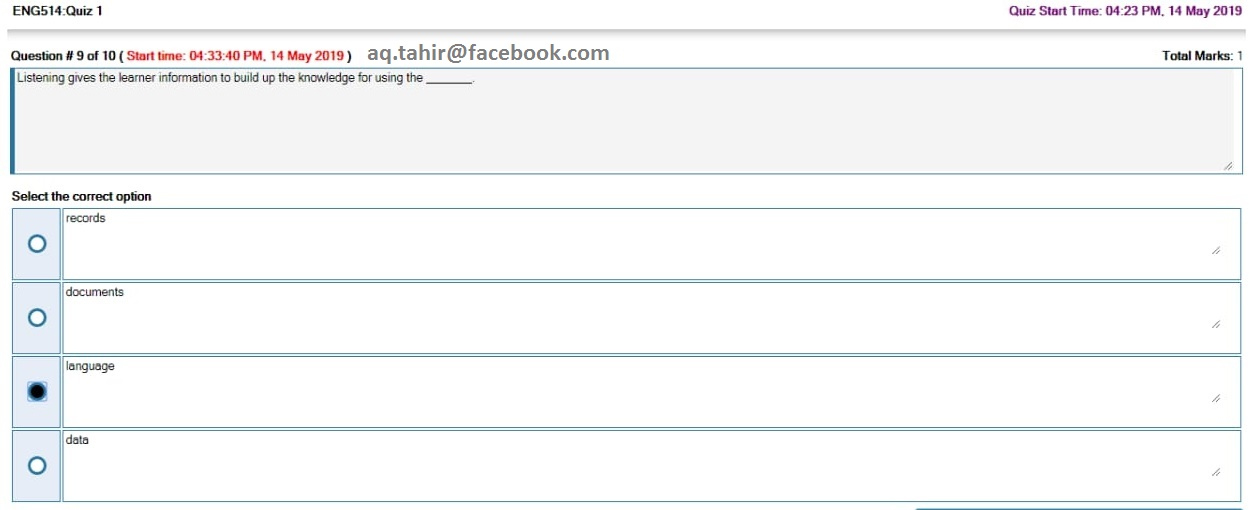 ENG514:Quiz 1 Quiz Start Time: 04:23 PM, 14 May 2019
Question # 9 of 10 ( Start time: 04:33:40 PM, 14 May 2019 ) aq.tahir@facebook.com Total Marks: 1
Listening gives the learner information to build up the knowledge for using the _______.
Select the correct option
records
documents
language
data